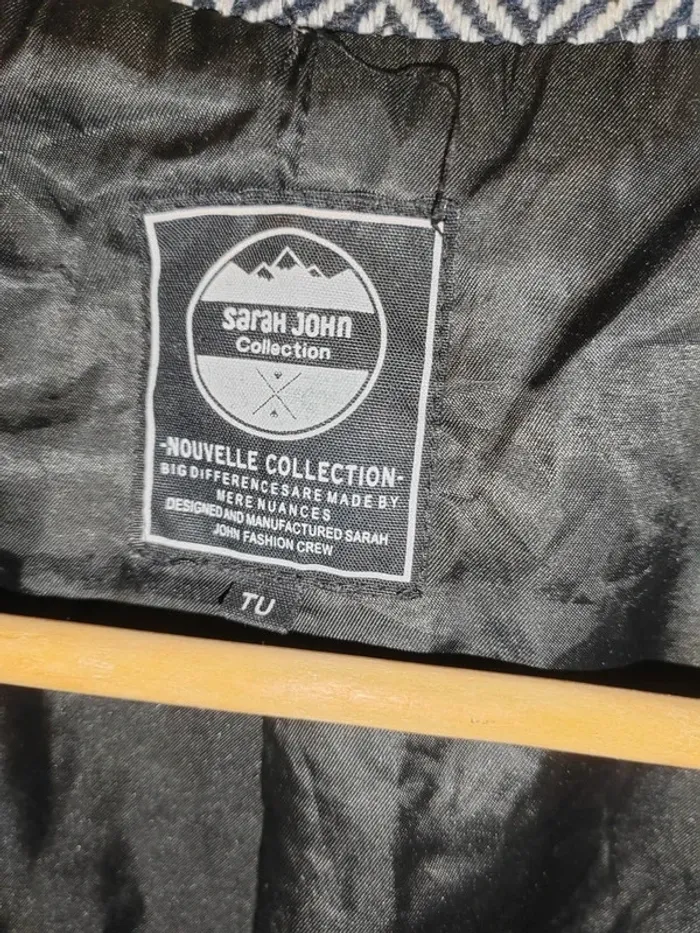 Sarah John
Collection
-NOUVELLE COLLECTION-
BIG DIFFERENCESARE MADE BY
MERE NUANCES
DESIGNED AND MANUFACTURED SARAH
JOHN FASHION CREW
TU